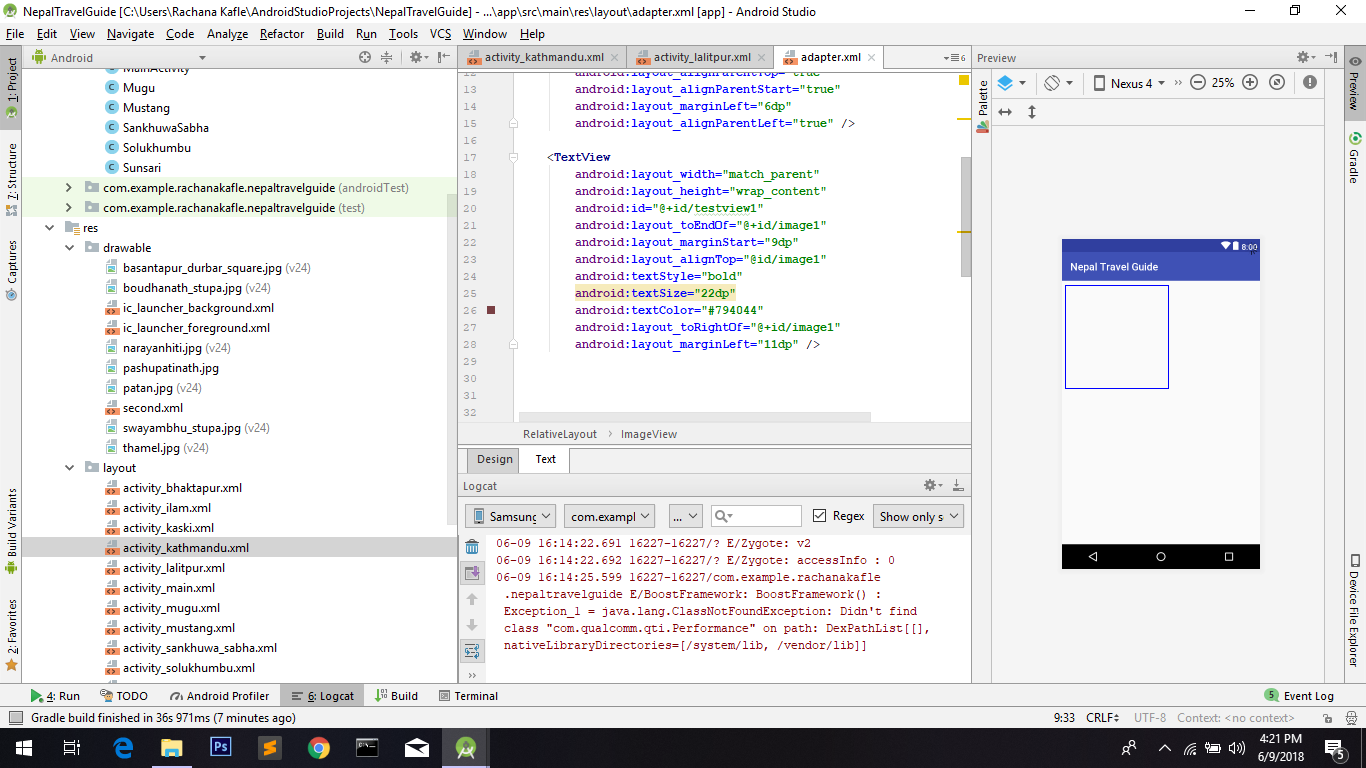 NepalTravelGuide [C:\Users\Rachana Kafle\AndroidStudioProjects\NepalTravelGuide] - ...\app\src\main\res\layout\adapter.xml [app] - Android Studio
File Edit View Navigate Code Analyze Refactor Build Run Tools VCS Window Help
Android
activity_kathmandu.xml activity_lalitpur.xml adapter.xml
6
Preview
1: Project
7: Structure
Captures
Build Variants
2: Favorites
MainActivity
Mugu
Mustang
SankhuwaSabha
Solukhumbu
Sunsari
com.example.rachanakafle.nepaltravelguide (androidTest)
com.example.rachanakafle.nepaltravelguide (test)
res
drawable
basantapur_durbar_square.jpg (v24)
boudhanath_stupa.jpg (v24)
ic_launcher_background.xml
ic_launcher_foreground.xml
narayanhiti.jpg (v24)
pashupatinath.jpg
patan.jpg (v24)
second.xml
swayambhu_stupa.jpg (v24)
thamel.jpg (v24)
layout
activity_bhaktapur.xml
activity_ilam.xml
activity_kaski.xml
activity_kathmandu.xml
activity_lalitpur.xml
activity_main.xml
activity_mugu.xml
activity_mustang.xml
activity_sankhuwa_sabha.xml
activity_solukhumbu.xml
12 android:layout_alignParentTop="true"
13 android:layout_alignParentStart="true"
14 android:layout_marginLeft="6dp"
15 android:layout_alignParentLeft="true" />
16
17 <TextView
18 android:layout_width="match_parent"
19 android:layout_height="wrap_content"
20 android:id="@+id/testview1"
21 android:layout_toEndOf="@+id/image1"
22 android:layout_marginStart="9dp"
23 android:layout_alignTop="@id/image1"
24 android:textStyle="bold"
25 android:textSize="22dp"
26 android:textColor="#794044"
27 android:layout_toRightOf="@+id/image1"
28 android:layout_marginLeft="11dp" />
29
30
31
32
RelativeLayout ImageView
Design Text
Logcat
Samsung com.exampl ... Regex Show only s
06-09 16:14:22.691 16227-16227/? E/Zygote: v2
06-09 16:14:22.692 16227-16227/? E/Zygote: accessInfo : 0
06-09 16:14:25.599 16227-16227/com.example.rachanakafle
.nepaltravelguide E/BoostFramework: BoostFramework() :
Exception_1 = java.lang.ClassNotFoundException: Didn't find
class "com.qualcomm.qti.Performance" on path: DexPathList[[],
nativeLibraryDirectories=[/system/lib, /vendor/lib]]
Palette
Nexus 4 25%
8:00
Nepal Travel Guide
Preview
Gradle
Device File Explorer
4: Run TODO Android Profiler 6: Logcat Build Terminal 5 Event Log
Gradle build finished in 36s 971ms (7 minutes ago) 9:33 CRLF UTF-8 Context: <no context>
Ps
4:21 PM
6/9/2018
5